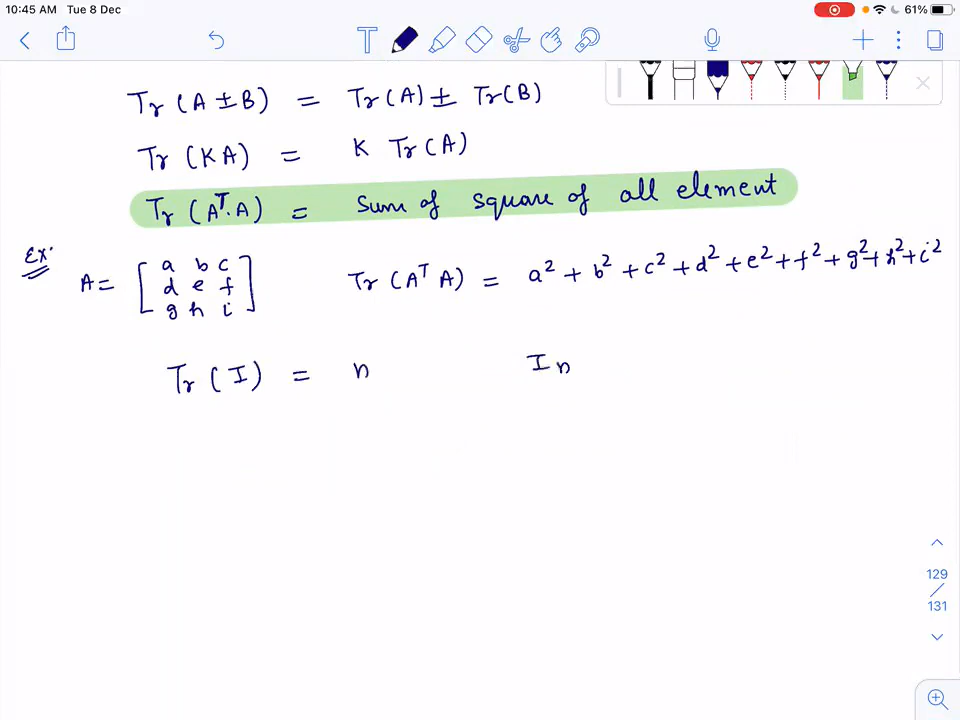 10:45 AM Tue 8 Dec 61%
Tr (A ± B) = Tr(A) ± Tr(B)
Tr (KA) = K Tr(A)
Tr (Aᵀ.A) = Sum of square of all element
Ex:
A = [ a b c
d e f
g h i ]
Tr (Aᵀ A) = a² + b² + c² + d² + e² + f² + g² + h² + i²
Tr (I) = n In
129
/
131